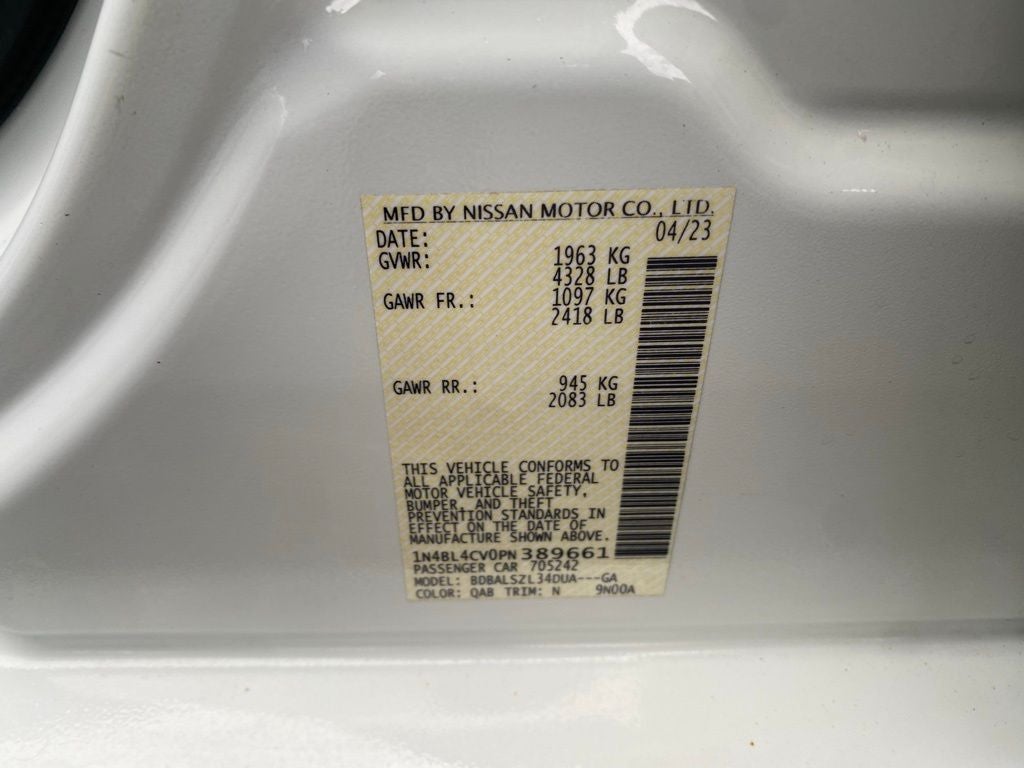 MFD BY NISSAN MOTOR CO., LTD.
DATE: 04/23
GVWR: 1963 KG
4328 LB
GAWR FR.: 1097 KG
2418 LB
GAWR RR.: 945 KG
2083 LB
THIS VEHICLE CONFORMS TO
ALL APPLICABLE FEDERAL
MOTOR VEHICLE SAFETY,
BUMPER, AND THEFT
PREVENTION STANDARDS IN
EFFECT ON THE DATE OF
MANUFACTURE SHOWN ABOVE.
1N4BL4CV0PN389661
PASSENGER CAR 705242
MODEL: BDBALSZL34DUA---GA
COLOR: QAB TRIM: N 9N00A